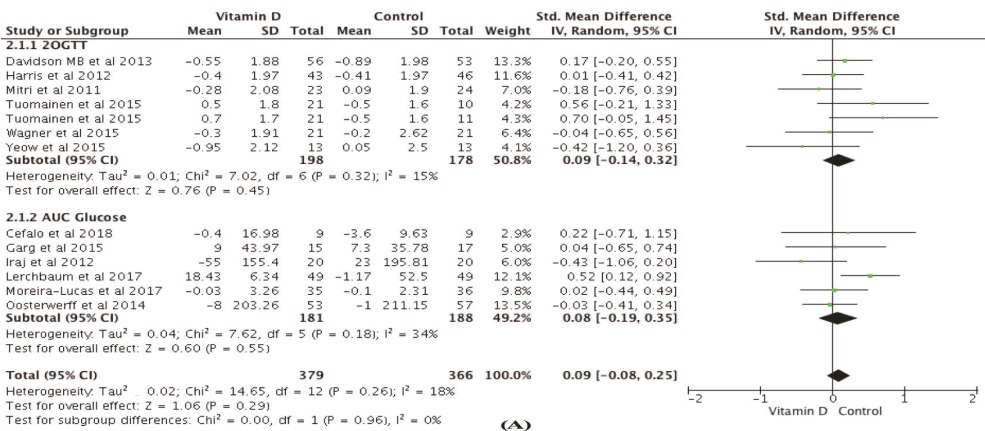 Vitamin D Control Std. Mean Difference Std. Mean Difference
Study or Subgroup Mean SD Total Mean SD Total Weight IV, Random, 95% CI IV, Random, 95% CI
2.1.1 2OGTT
Davidson MB et al 2013 −0.55 1.88 56 −0.89 1.98 53 13.3% 0.17 [−0.20, 0.55]
Harris et al 2012 −0.4 1.97 43 −0.41 1.97 46 11.6% 0.01 [−0.41, 0.42]
Mitri et al 2011 −0.28 2.08 23 0.09 1.9 24 7.0% −0.18 [−0.76, 0.39]
Tuomainen et al 2015 0.5 1.8 21 −0.5 1.6 10 4.2% 0.56 [−0.21, 1.33]
Tuomainen et al 2015 0.7 1.7 21 −0.5 1.6 11 4.3% 0.70 [−0.05, 1.45]
Wagner et al 2015 −0.3 1.91 21 −0.2 2.62 21 6.4% −0.04 [−0.65, 0.56]
Yeow et al 2015 −0.95 2.12 13 0.05 2.5 13 4.1% −0.42 [−1.20, 0.36]
Subtotal (95% CI) 198 178 50.8% 0.09 [−0.14, 0.32]
Heterogeneity: Tau² = 0.01; Chi² = 7.02, df = 6 (P = 0.32); I² = 15%
Test for overall effect: Z = 0.76 (P = 0.45)
2.1.2 AUC Glucose
Cefalo et al 2018 −0.4 16.98 9 −3.6 9.63 9 2.9% 0.22 [−0.71, 1.15]
Garg et al 2015 9 43.97 15 7.3 35.78 17 5.0% 0.04 [−0.65, 0.74]
Iraj et al 2012 −55 155.4 20 23 195.81 20 6.0% −0.43 [−1.06, 0.20]
Lerchbaum et al 2017 18.43 6.34 49 −1.17 52.5 49 12.1% 0.52 [0.12, 0.92]
Moreira−Lucas et al 2017 −0.03 3.26 35 −0.1 2.31 36 9.8% 0.02 [−0.44, 0.49]
Oosterwerff et al 2014 −8 203.26 53 −1 211.15 57 13.5% −0.03 [−0.41, 0.34]
Subtotal (95% CI) 181 188 49.2% 0.08 [−0.19, 0.35]
Heterogeneity: Tau² = 0.04; Chi² = 7.62, df = 5 (P = 0.18); I² = 34%
Test for overall effect: Z = 0.60 (P = 0.55)
Total (95% CI) 379 366 100.0% 0.09 [−0.08, 0.25]
Heterogeneity: Tau² 0.02; Chi² = 14.65, df = 12 (P = 0.26); I² = 18%
Test for overall effect: Z = 1.06 (P = 0.29)
Test for subgroup differences: Chi² = 0.00, df = 1 (P = 0.96), I² = 0%
−2 −1 0 1 2
Vitamin D Control
(A)